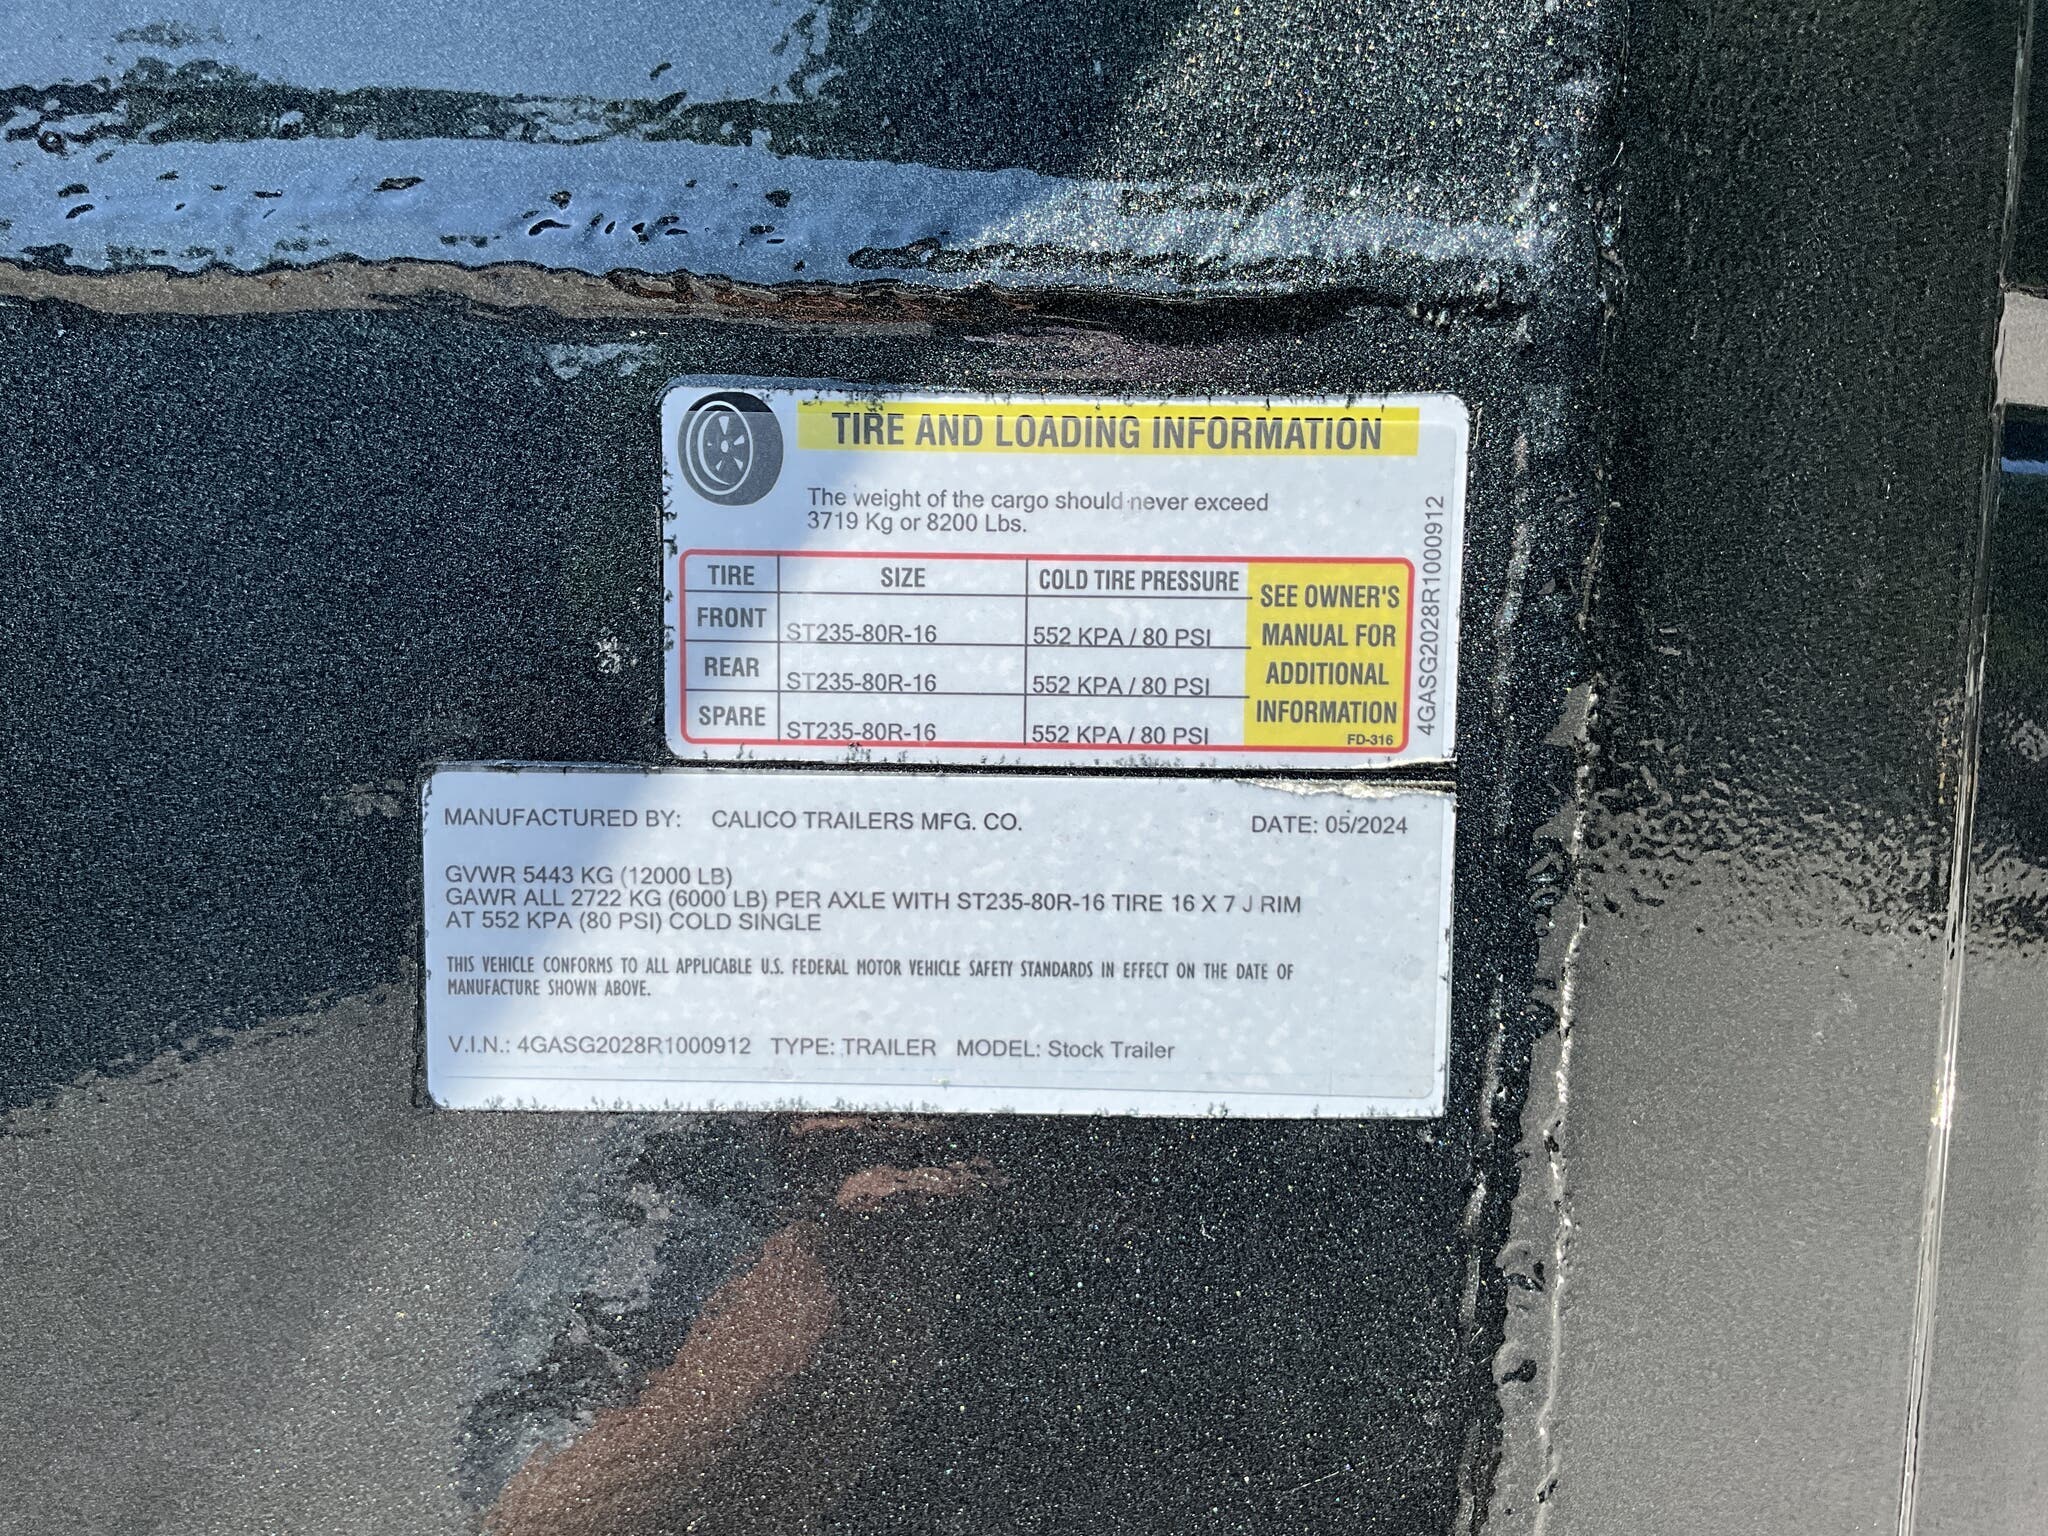 TIRE AND LOADING INFORMATION
The weight of the cargo should never exceed
3719 Kg or 8200 Lbs.
TIRE SIZE COLD TIRE PRESSURE
FRONT ST235-80R-16 552 KPA / 80 PSI
REAR ST235-80R-16 552 KPA / 80 PSI
SPARE ST235-80R-16 552 KPA / 80 PSI
SEE OWNER'S
MANUAL FOR
ADDITIONAL
INFORMATION
FD-316
4GASG2028R1000912
MANUFACTURED BY: CALICO TRAILERS MFG. CO. DATE: 05/2024
GVWR 5443 KG (12000 LB)
GAWR ALL 2722 KG (6000 LB) PER AXLE WITH ST235-80R-16 TIRE 16 X 7 J RIM
AT 552 KPA (80 PSI) COLD SINGLE
THIS VEHICLE CONFORMS TO ALL APPLICABLE U.S. FEDERAL MOTOR VEHICLE SAFETY STANDARDS IN EFFECT ON THE DATE OF
MANUFACTURE SHOWN ABOVE.
V.I.N.: 4GASG2028R1000912 TYPE: TRAILER MODEL: Stock Trailer